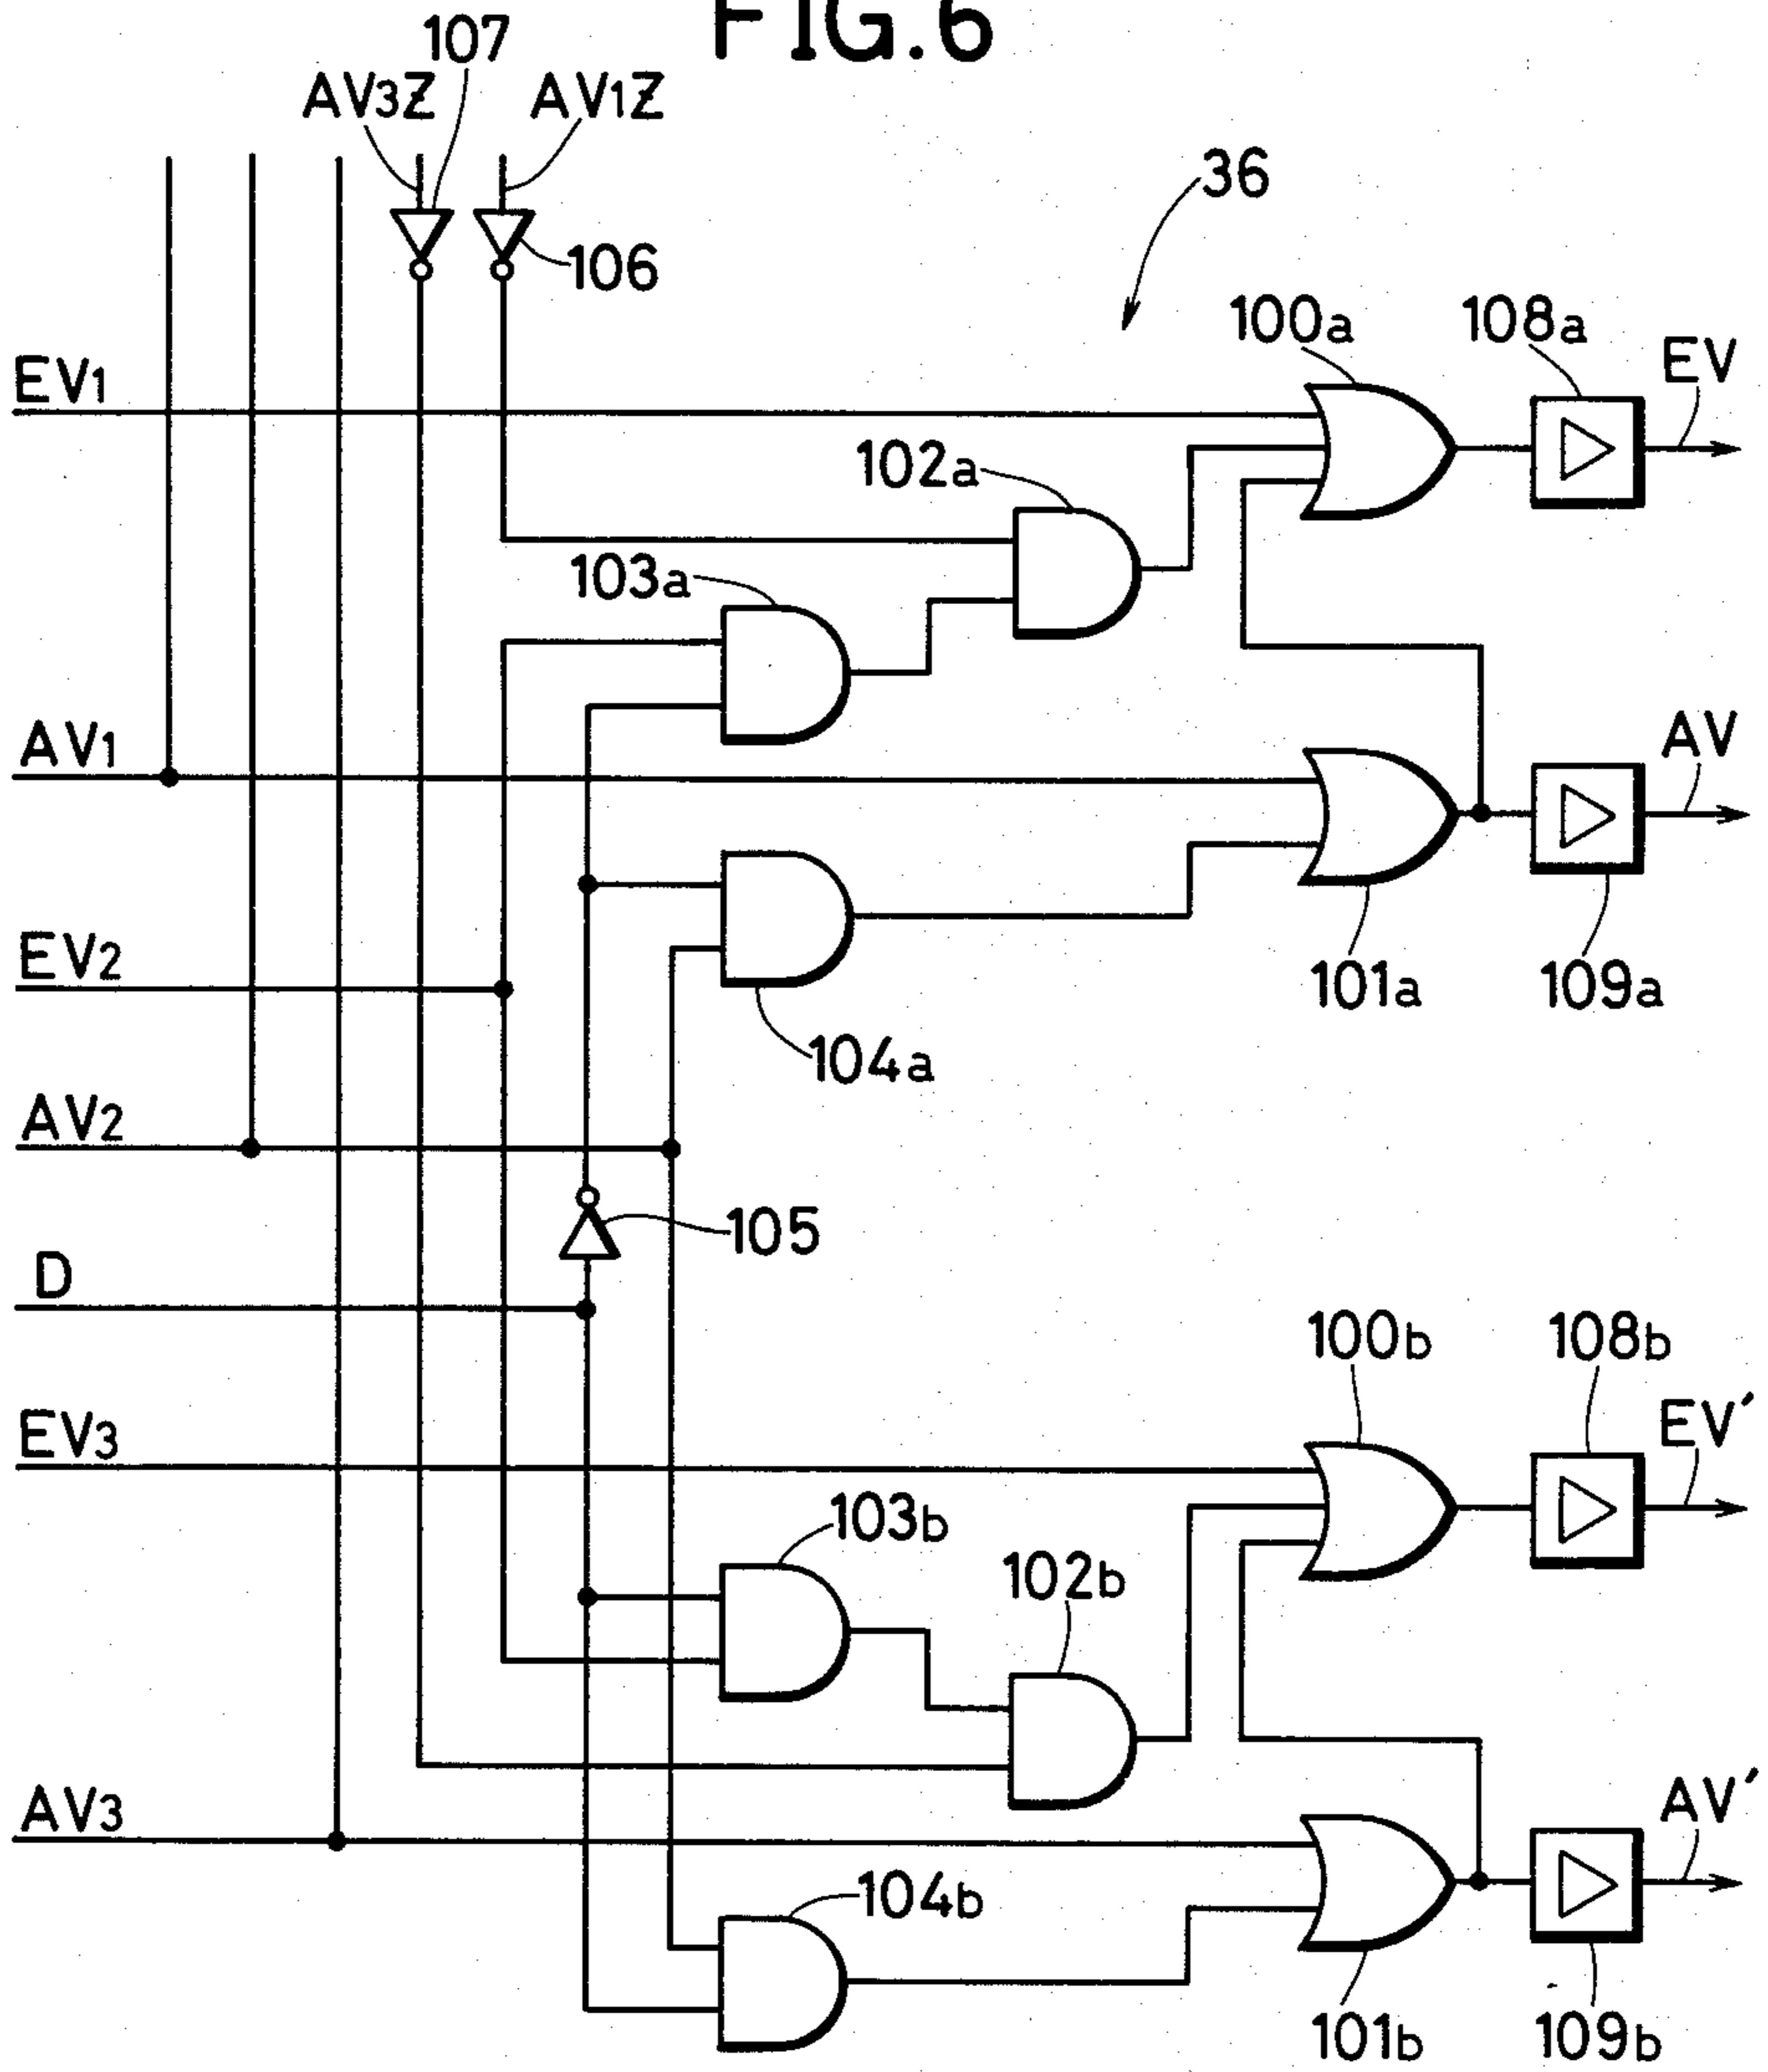 FIG.6
107
AV3Z AV1Z
36
106
100a 108a
EV1 EV
102a
103a
AV1 AV
EV2
101a 109a
104a
AV2
105
D
100b 108b
EV3 EV′
103b
102b
AV3 AV′
104b
101b 109b